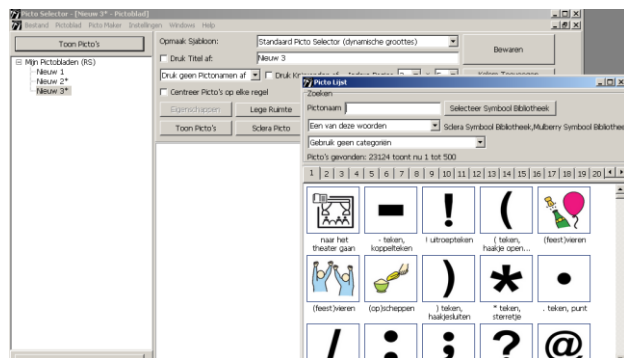 Picto Selector - [Nieuw 3* - Pictoblad]
Bestand Pictoblad Picto Maker Instellingen Windows Help
Toon Picto's
Mijn Pictobladen (RS)
Nieuw 1
Nieuw 2*
Nieuw 3*
Opmaak Sjabloon: Standaard Picto Selector (dynamische groottes)
Druk Titel af: Nieuw 3
Bewaren
Druk geen Pictonamen af
Centreer Picto's op elke regel
Eigenschappen Lege Ruimte
Toon Picto's Sclera Picto
Picto Lijst
Zoeken
Pictonaam Selecteer Symbool Bibliotheek
Een van deze woorden Sclera Symbool Bibliotheek,Mulberry Symbool Bibliothee
Gebruik geen categoriën
Picto's gevonden: 23124 toont nu 1 tot 500
1 2 3 4 5 6 7 8 9 10 11 12 13 14 15 16 17 18 19 20
- ! (
naar het theater gaan
- teken, koppelteken
! uitroepteken
( teken, haakje open...
(feest)vieren
) * .
(feest)vieren
(op)scheppen
) teken, haakjesluiten
* teken, sterretje
. teken, punt
/ : ; ? @